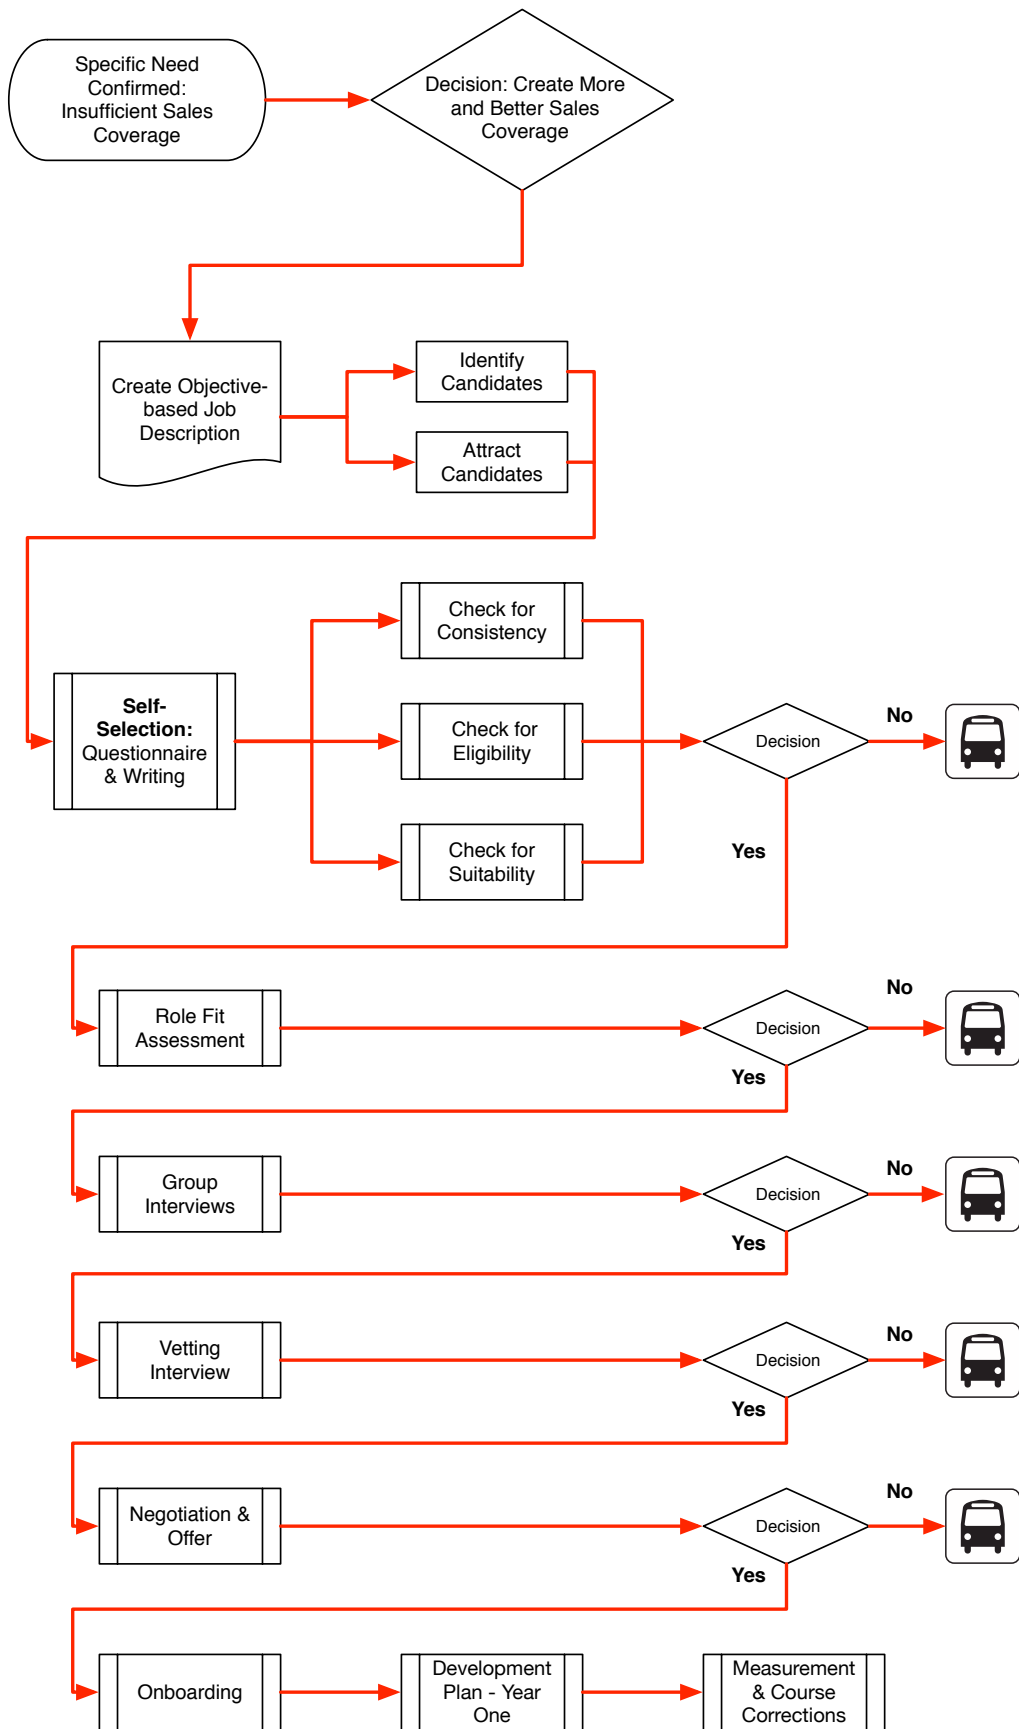 Specific Need
Confirmed:
Insufficient Sales
Coverage
Decision: Create More
and Better Sales
Coverage
Create Objective-
based Job
Description
Identify
Candidates
Attract
Candidates
Self-
Selection:
Questionnaire
& Writing
Check for
Consistency
Check for
Eligibility
Check for
Suitability
Decision
No
Yes
Role Fit
Assessment
Decision
No
Yes
Group
Interviews
Decision
No
Yes
Vetting
Interview
Decision
No
Yes
Negotiation &
Offer
Decision
No
Yes
Onboarding
Development
Plan - Year
One
Measurement
& Course
Corrections